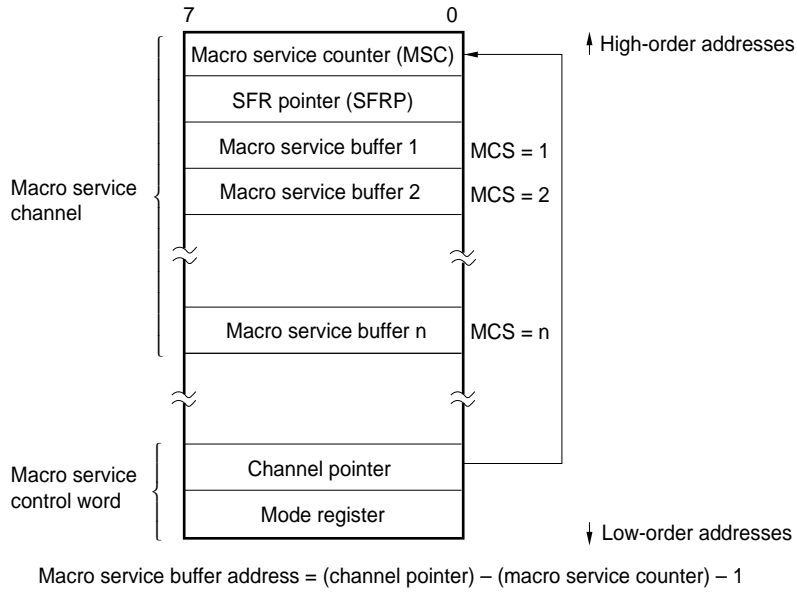 7 0
↑ High-order addresses
Macro service counter (MSC)
SFR pointer (SFRP)
Macro service buffer 1
MCS = 1
Macro service buffer 2
MCS = 2
Macro service
channel
Macro service buffer n
MCS = n
Macro service
control word
Channel pointer
Mode register
↓ Low-order addresses
Macro service buffer address = (channel pointer) – (macro service counter) – 1